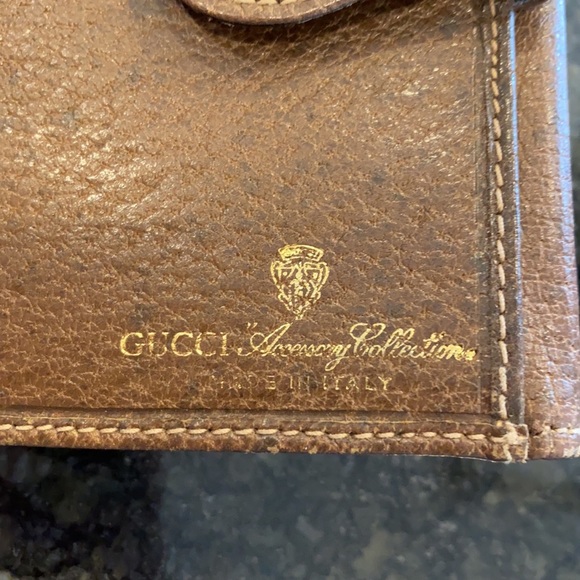 GUCCI "Accessory Collection"
MADE IN ITALY